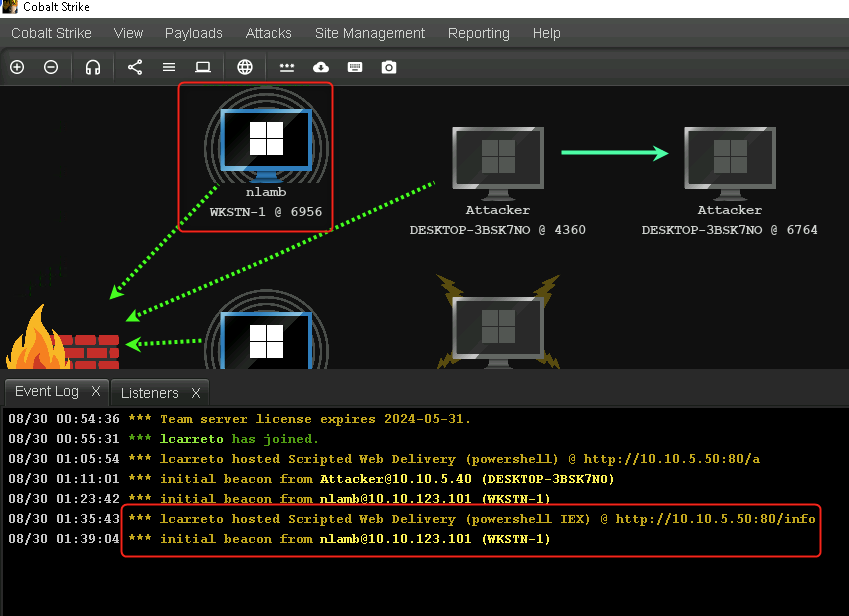 Cobalt Strike
Cobalt Strike View Payloads Attacks Site Management Reporting Help
nlamb
WKSTN-1 @ 6956
Attacker
DESKTOP-3BSK7NO @ 4360
Attacker
DESKTOP-3BSK7NO @ 6764
Event Log X Listeners X
08/30 00:54:36 *** Team server license expires 2024-05-31.
08/30 00:55:31 *** lcarreto has joined.
08/30 01:05:54 *** lcarreto hosted Scripted Web Delivery (powershell) @ http://10.10.5.50:80/a
08/30 01:11:01 *** initial beacon from Attacker@10.10.5.40 (DESKTOP-3BSK7NO)
08/30 01:23:42 *** initial beacon from nlamb@10.10.123.101 (WKSTN-1)
08/30 01:35:43 *** lcarreto hosted Scripted Web Delivery (powershell IEX) @ http://10.10.5.50:80/info
08/30 01:39:04 *** initial beacon from nlamb@10.10.123.101 (WKSTN-1)